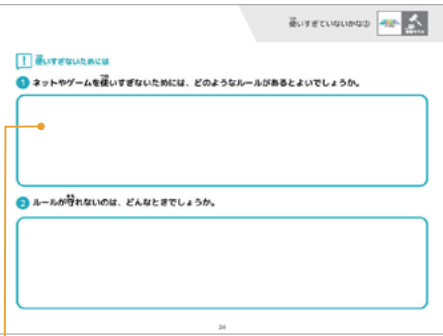 使いすぎていないかな①
使いすぎないためには
1 ネットやゲームを使いすぎないためには、どのようなルールがあるとよいでしょうか。
2 ルールが守れないのは、どんなときでしょうか。